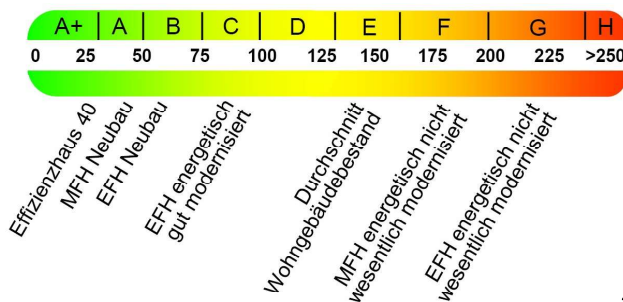 A+ A B C D E F G H
0 25 50 75 100 125 150 175 200 225 >250
Effizienzhaus 40
MFH Neubau
EFH Neubau
EFH energetisch
gut modernisiert
Durchschnitt
Wohngebäudebestand
MFH energetisch nicht
wesentlich modernisiert
EFH energetisch nicht
wesentlich modernisiert